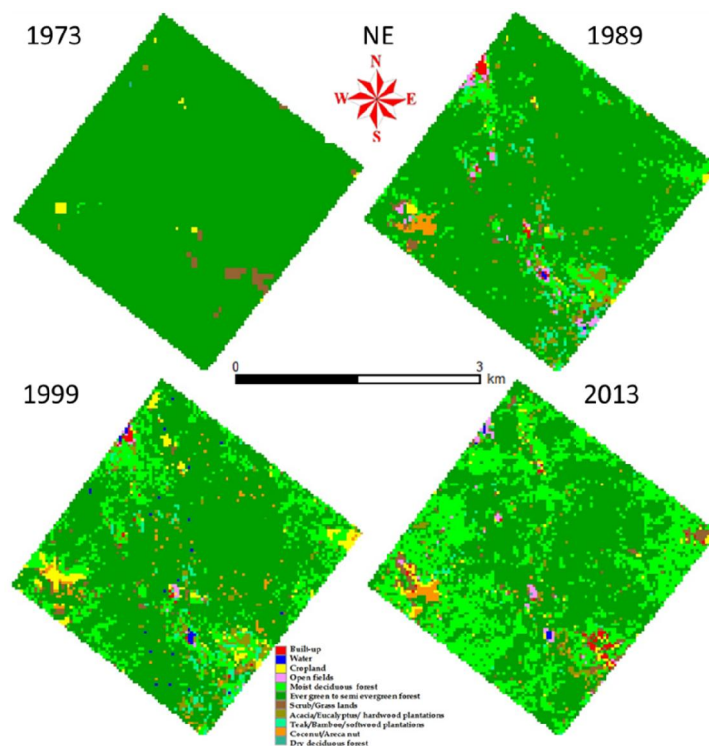 1973
NE
1989
N
W
E
S
0
3
km
1999
2013
Built-up
Water
Cropland
Open fields
Moist deciduous forest
Ever green to semi evergreen forest
Scrub/Grass lands
Acacia/Eucalyptus/ hardwood plantations
Teak/Bamboo/softwood plantations
Coconut/Areca nut
Dry deciduous forest